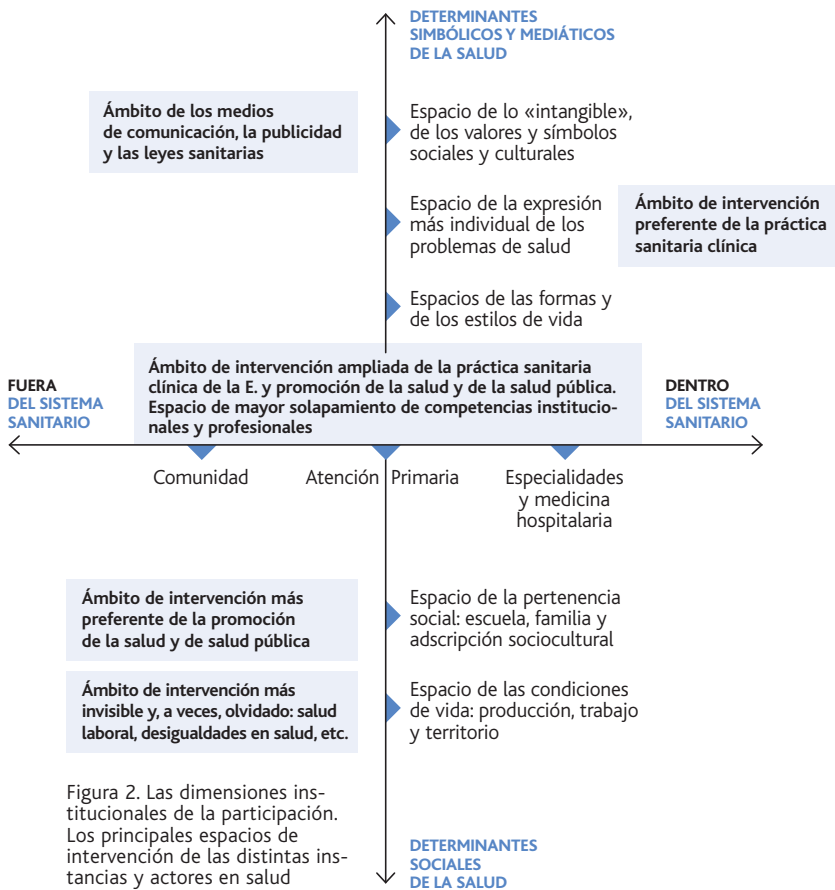 DETERMINANTES
SIMBÓLICOS Y MEDIÁTICOS
DE LA SALUD
Ámbito de los medios
de comunicación, la publicidad
y las leyes sanitarias
Espacio de lo «intangible»,
de los valores y símbolos
sociales y culturales
Espacio de la expresión
más individual de los
problemas de salud
Ámbito de intervención
preferente de la práctica
sanitaria clínica
Espacios de las formas y
de los estilos de vida
Ámbito de intervención ampliada de la práctica sanitaria
clínica de la E. y promoción de la salud y de la salud pública.
Espacio de mayor solapamiento de competencias institucio-
nales y profesionales
FUERA
DEL SISTEMA
SANITARIO
DENTRO
DEL SISTEMA
SANITARIO
Comunidad
Atención Primaria
Especialidades
y medicina
hospitalaria
Ámbito de intervención más
preferente de la promoción
de la salud y de salud pública
Espacio de la pertenencia
social: escuela, familia y
adscripción sociocultural
Ámbito de intervención más
invisible y, a veces, olvidado: salud
laboral, desigualdades en salud, etc.
Espacio de las condiciones
de vida: producción, trabajo
y territorio
Figura 2. Las dimensiones ins-
titucionales de la participación.
Los principales espacios de
intervención de las distintas ins-
tancias y actores en salud
DETERMINANTES
SOCIALES
DE LA SALUD